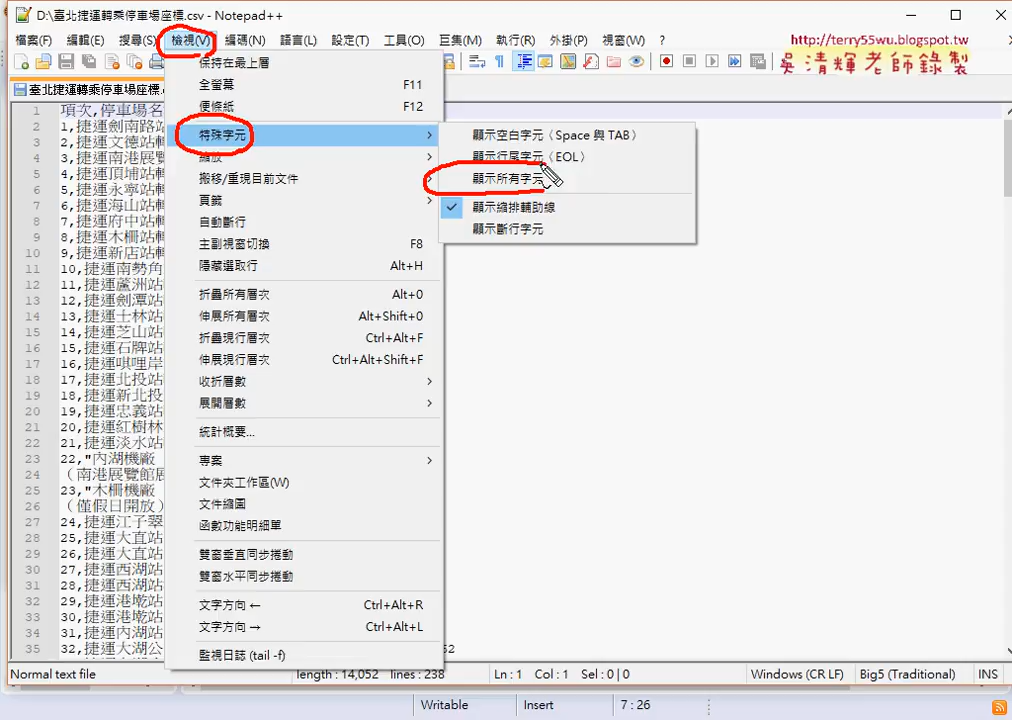 D:\臺北捷運轉乘停車場座標.csv - Notepad++
檔案(F) 編輯(E) 搜尋(S) 檢視(V) 編碼(N) 語言(L) 設定(T) 工具(O) 巨集(M) 執行(R) 外掛(P) 視窗(W) ?
http://terry55wu.blogspot.tw
吳清輝老師錄製
臺北捷運轉乘停車場座標.c
保持在最上層
全螢幕 F11
便條紙 F12
特殊字元
縮放
搬移/重現目前文件
頁籤
自動斷行
主副視窗切換 F8
隱藏選取行 Alt+H
折疊所有層次 Alt+0
伸展所有層次 Alt+Shift+0
折疊現行層次 Ctrl+Alt+F
伸展現行層次 Ctrl+Alt+Shift+F
收折層數
展開層數
統計概要...
專案
文件夾工作區(W)
文件縮圖
函數功能明細單
雙窗垂直同步捲動
雙窗水平同步捲動
文字方向← Ctrl+Alt+R
文字方向→ Ctrl+Alt+L
監視日誌 (tail -f)
顯示空白字元（Space 與 TAB）
顯示行尾字元（EOL）
顯示所有字元
顯示縮排輔助線
顯示斷行字元
1 項次,停車場名
2 1,捷運劍南路站
3 2,捷運文德站轉
4 3,捷運南港展覽
5 4,捷運頂埔站轉
6 5,捷運永寧站轉
7 6,捷運海山站轉
8 7,捷運府中站轉
9 8,捷運木柵站轉
10 9,捷運新店站轉
11 10,捷運南勢角
12 11,捷運蘆洲站
13 12,捷運劍潭站
14 13,捷運士林站
15 14,捷運芝山站
16 15,捷運石牌站
17 16,捷運唭哩岸
18 17,捷運北投站
19 18,捷運新北投
20 19,捷運忠義站
21 20,捷運紅樹林
22 21,捷運淡水站
23 22,"內湖機廠
24 （南港展覽館展
25 23,"木柵機廠
26 （僅假日開放）
27 24,捷運江子翠
28 25,捷運大直站
29 26,捷運大直站
30 27,捷運西湖站
31 28,捷運西湖站
32 29,捷運港墘站
33 30,捷運港墘站
34 31,捷運內湖站
35 32,捷運大湖公 52
Normal text file length : 14,052 lines : 238 Ln : 1 Col : 1 Sel : 0 | 0 Windows (CR LF) Big5 (Traditional) INS
Writable Insert 7 : 26